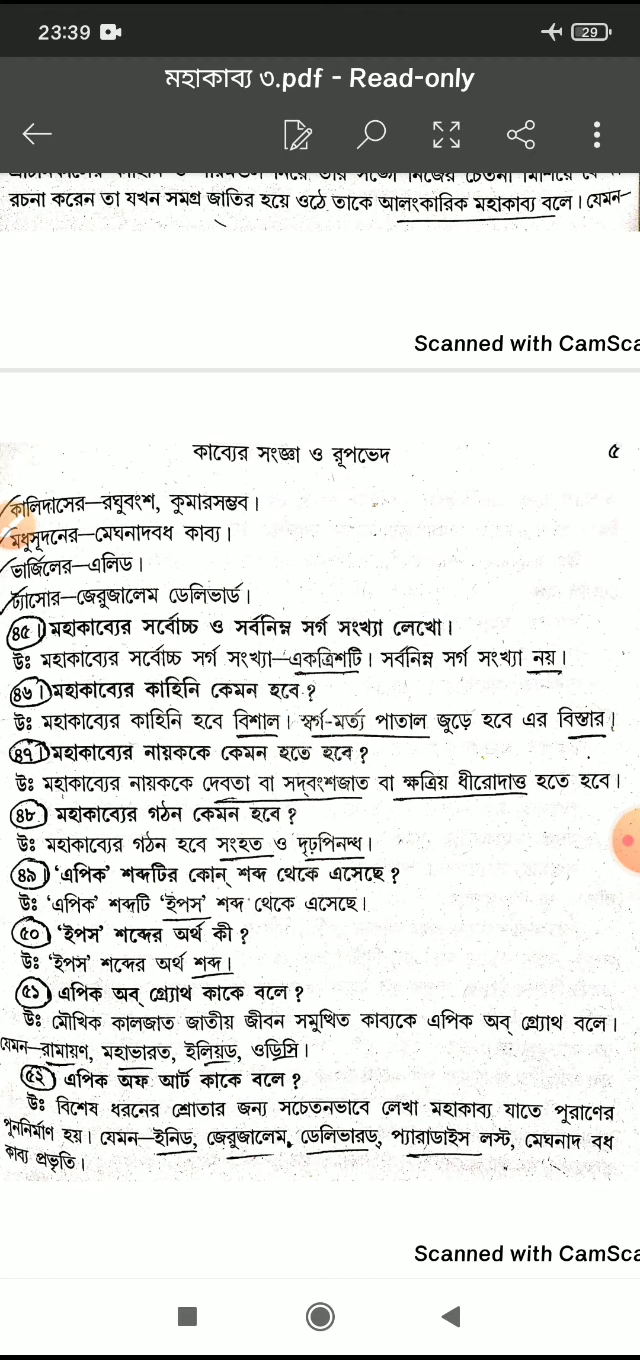 23:39
29
মহাকাব্য ৩.pdf - Read-only
রচনা করেন তা যখন সমগ্র জাতির হয়ে ওঠে তাকে আলংকারিক মহাকাব্য বলে। যেমন—
Scanned with CamSca
কাব্যের সংজ্ঞা ও রূপভেদ ৫
কালিদাসের—রঘুবংশ, কুমারসম্ভব।
মধুসূদনের—মেঘনাদবধ কাব্য।
ভার্জিলের—এলিড।
ট্যাসোর—জেরুজালেম ডেলিভার্ড।
৪৫। মহাকাব্যের সর্বোচ্চ ও সর্বনিম্ন সর্গ সংখ্যা লেখো।
উঃ মহাকাব্যের সর্বোচ্চ সর্গ সংখ্যা—একত্রিশটি। সর্বনিম্ন সর্গ সংখ্যা নয়।
৪৬। মহাকাব্যের কাহিনি কেমন হবে ?
উঃ মহাকাব্যের কাহিনি হবে বিশাল। স্বর্গ-মর্ত্য পাতাল জুড়ে হবে এর বিস্তার।
৪৭। মহাকাব্যের নায়ককে কেমন হতে হবে ?
উঃ মহাকাব্যের নায়ককে দেবতা বা সদ্‌বংশজাত বা ক্ষত্রিয় ধীরোদাত্ত হতে হবে।
৪৮। মহাকাব্যের গঠন কেমন হবে ?
উঃ মহাকাব্যের গঠন হবে সংহত ও দৃঢ়পিনদ্ধ।
৪৯। ‘এপিক’ শব্দটির কোন্ শব্দ থেকে এসেছে ?
উঃ ‘এপিক’ শব্দটি ‘ইপস’ শব্দ থেকে এসেছে।
৫০। ‘ইপস’ শব্দের অর্থ কী ?
উঃ ‘ইপস’ শব্দের অর্থ শব্দ।
৫১। এপিক অব্ গ্র্যোথ কাকে বলে ?
উঃ মৌখিক কালজাত জাতীয় জীবন সমুত্থিত কাব্যকে এপিক অব্ গ্র্যোথ বলে।
যেমন—রামায়ণ, মহাভারত, ইলিয়ড, ওডিসি।
৫২। এপিক অফ আর্ট কাকে বলে ?
উঃ বিশেষ ধরনের শ্রোতার জন্য সচেতনভাবে লেখা মহাকাব্য যাতে পুরাণের
পুনর্নির্মাণ হয়। যেমন—ইনিড, জেরুজালেম, ডেলিভারড, প্যারাডাইস লস্ট, মেঘনাদ বধ
কাব্য প্রভৃতি।
Scanned with CamSca